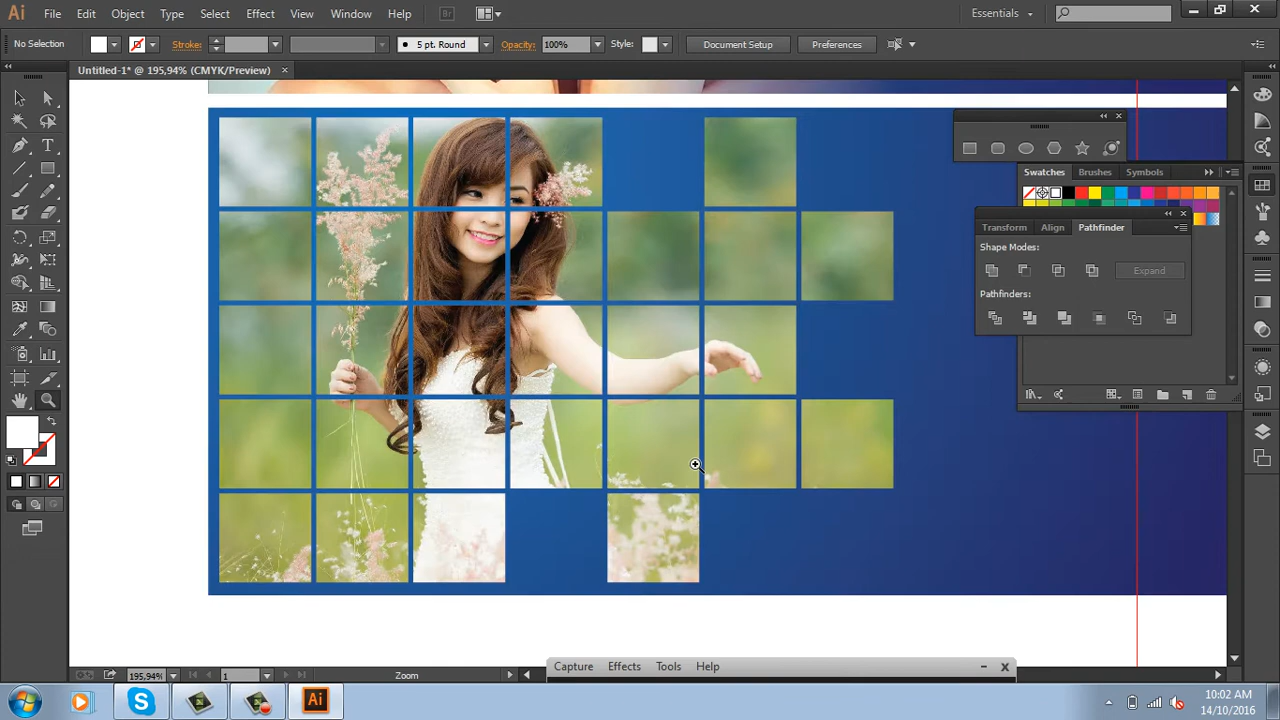 Ai File Edit Object Type Select Effect View Window Help Br Essentials
No Selection Stroke: 5 pt. Round Opacity: 100% Style: Document Setup Preferences
Untitled-1* @ 195,94% (CMYK/Preview)
Swatches Brushes Symbols
Transform Align Pathfinder
Shape Modes:
Expand
Pathfinders:
195,94% 1 Zoom
Capture Effects Tools Help
Ai
10:02 AM
14/10/2016